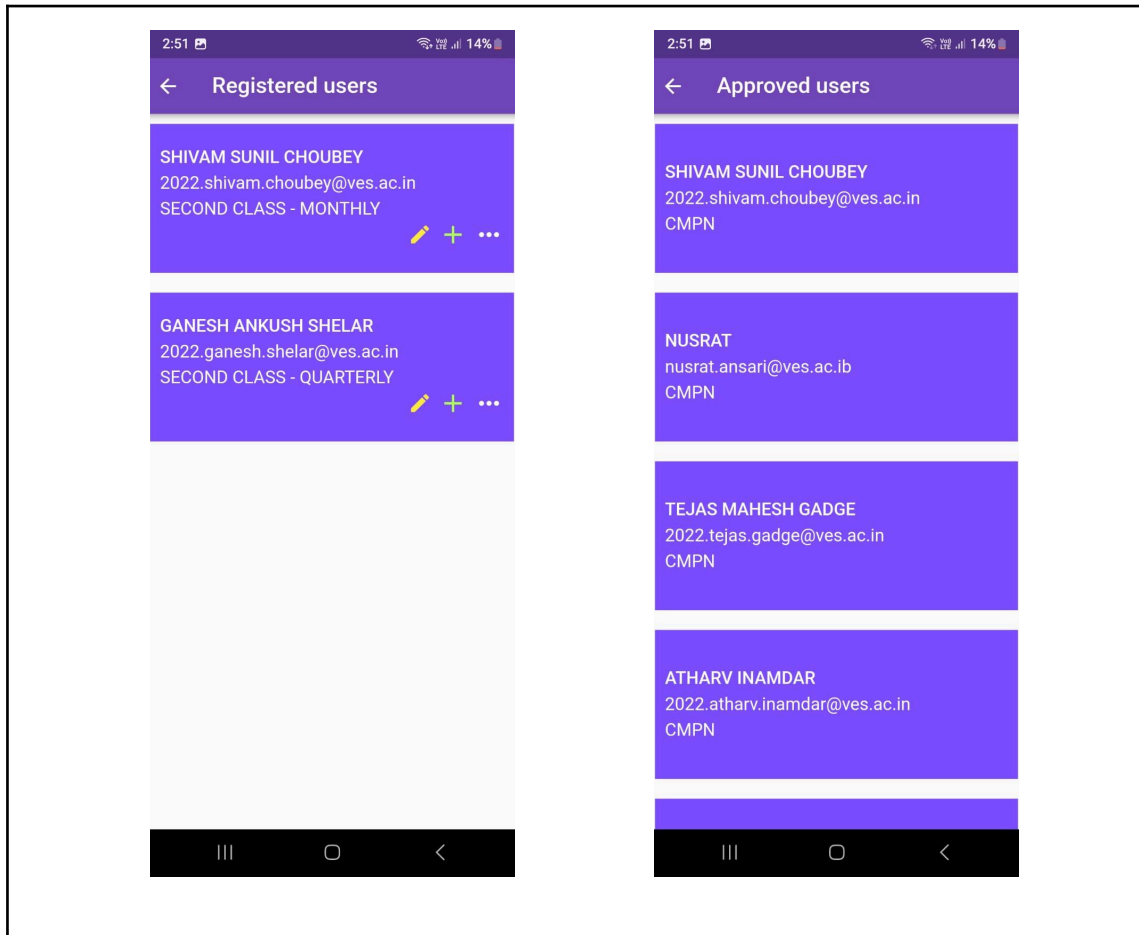 2:51 14%
Registered users
SHIVAM SUNIL CHOUBEY
2022.shivam.choubey@ves.ac.in
SECOND CLASS - MONTHLY
GANESH ANKUSH SHELAR
2022.ganesh.shelar@ves.ac.in
SECOND CLASS - QUARTERLY
2:51 14%
Approved users
SHIVAM SUNIL CHOUBEY
2022.shivam.choubey@ves.ac.in
CMPN
NUSRAT
nusrat.ansari@ves.ac.ib
CMPN
TEJAS MAHESH GADGE
2022.tejas.gadge@ves.ac.in
CMPN
ATHARV INAMDAR
2022.atharv.inamdar@ves.ac.in
CMPN